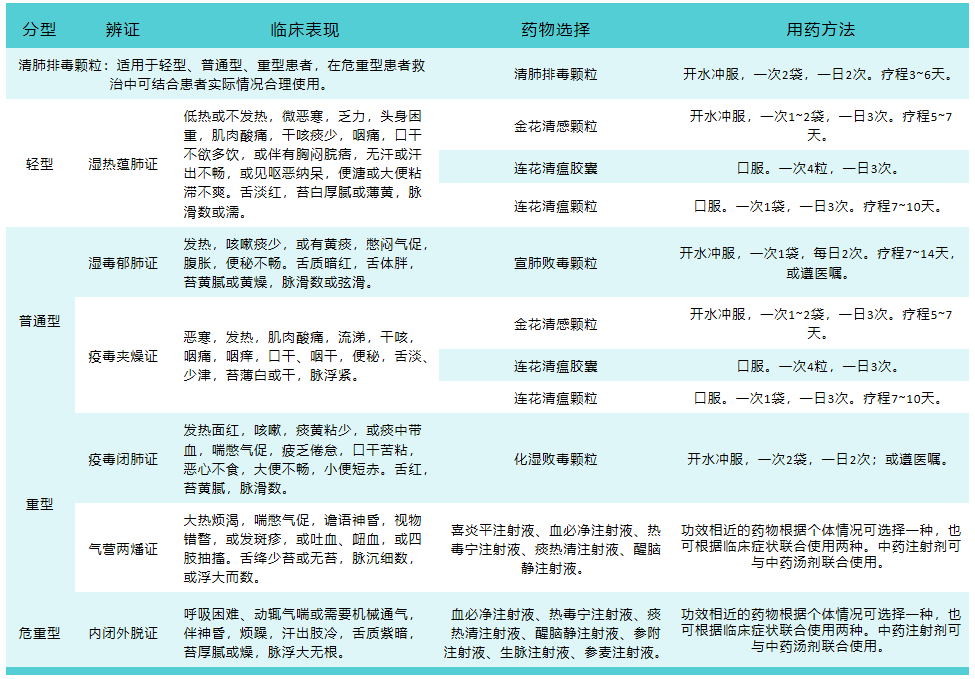 分型 辨证 临床表现 药物选择 用药方法
清肺排毒颗粒：适用于轻型、普通型、重型患者，在危重型患者救
治中可结合患者实际情况合理使用。
清肺排毒颗粒
开水冲服，一次2袋，一日2次。疗程3~6天。
轻型
湿热蕴肺证
低热或不发热，微恶寒，乏力，头身困
重，肌肉酸痛，干咳痰少，咽痛，口干
不欲多饮，或伴有胸闷脘痞，无汗或汗
出不畅，或见呕恶纳呆，便溏或大便粘
滞不爽。舌淡红，苔白厚腻或薄黄，脉
滑数或濡。
金花清感颗粒
开水冲服，一次1~2袋，一日3次。疗程5~7
天。
连花清瘟胶囊
口服。一次4粒，一日3次。
连花清瘟颗粒
口服。一次1袋，一日3次。疗程7~10天。
普通型
湿毒郁肺证
发热，咳嗽痰少，或有黄痰，憋闷气促，
腹胀，便秘不畅。舌质暗红，舌体胖，
苔黄腻或黄燥，脉滑数或弦滑。
宣肺败毒颗粒
开水冲服，一次1袋，每日2次。疗程7~14天，
或遵医嘱。
疫毒夹燥证
恶寒，发热，肌肉酸痛，流涕，干咳，
咽痛，咽痒，口干、咽干，便秘，舌淡、
少津，苔薄白或干，脉浮紧。
金花清感颗粒
开水冲服，一次1~2袋，一日3次。疗程5~7
天。
连花清瘟胶囊
口服。一次4粒，一日3次。
连花清瘟颗粒
口服。一次1袋，一日3次。疗程7~10天。
重型
疫毒闭肺证
发热面红，咳嗽，痰黄粘少，或痰中带
血，喘憋气促，疲乏倦怠，口干苦粘，
恶心不食，大便不畅，小便短赤。舌红，
苔黄腻，脉滑数。
化湿败毒颗粒
开水冲服，一次2袋，一日2次；或遵医嘱。
气营两燔证
大热烦渴，喘憋气促，谵语神昏，视物
错瞀，或发斑疹，或吐血、衄血，或四
肢抽搐。舌绛少苔或无苔，脉沉细数，
或浮大而数。
喜炎平注射液、血必净注射液、热
毒宁注射液、痰热清注射液、醒脑
静注射液。
功效相近的药物根据个体情况可选择一种，也
可根据临床症状联合使用两种。中药注射剂可
与中药汤剂联合使用。
危重型
内闭外脱证
呼吸困难、动辄气喘或需要机械通气，
伴神昏，烦躁，汗出肢冷，舌质紫暗，
苔厚腻或燥，脉浮大无根。
血必净注射液、热毒宁注射液、痰
热清注射液、醒脑静注射液、参附
注射液、生脉注射液、参麦注射液。
功效相近的药物根据个体情况可选择一种，也
可根据临床症状联合使用两种。中药注射剂可
与中药汤剂联合使用。